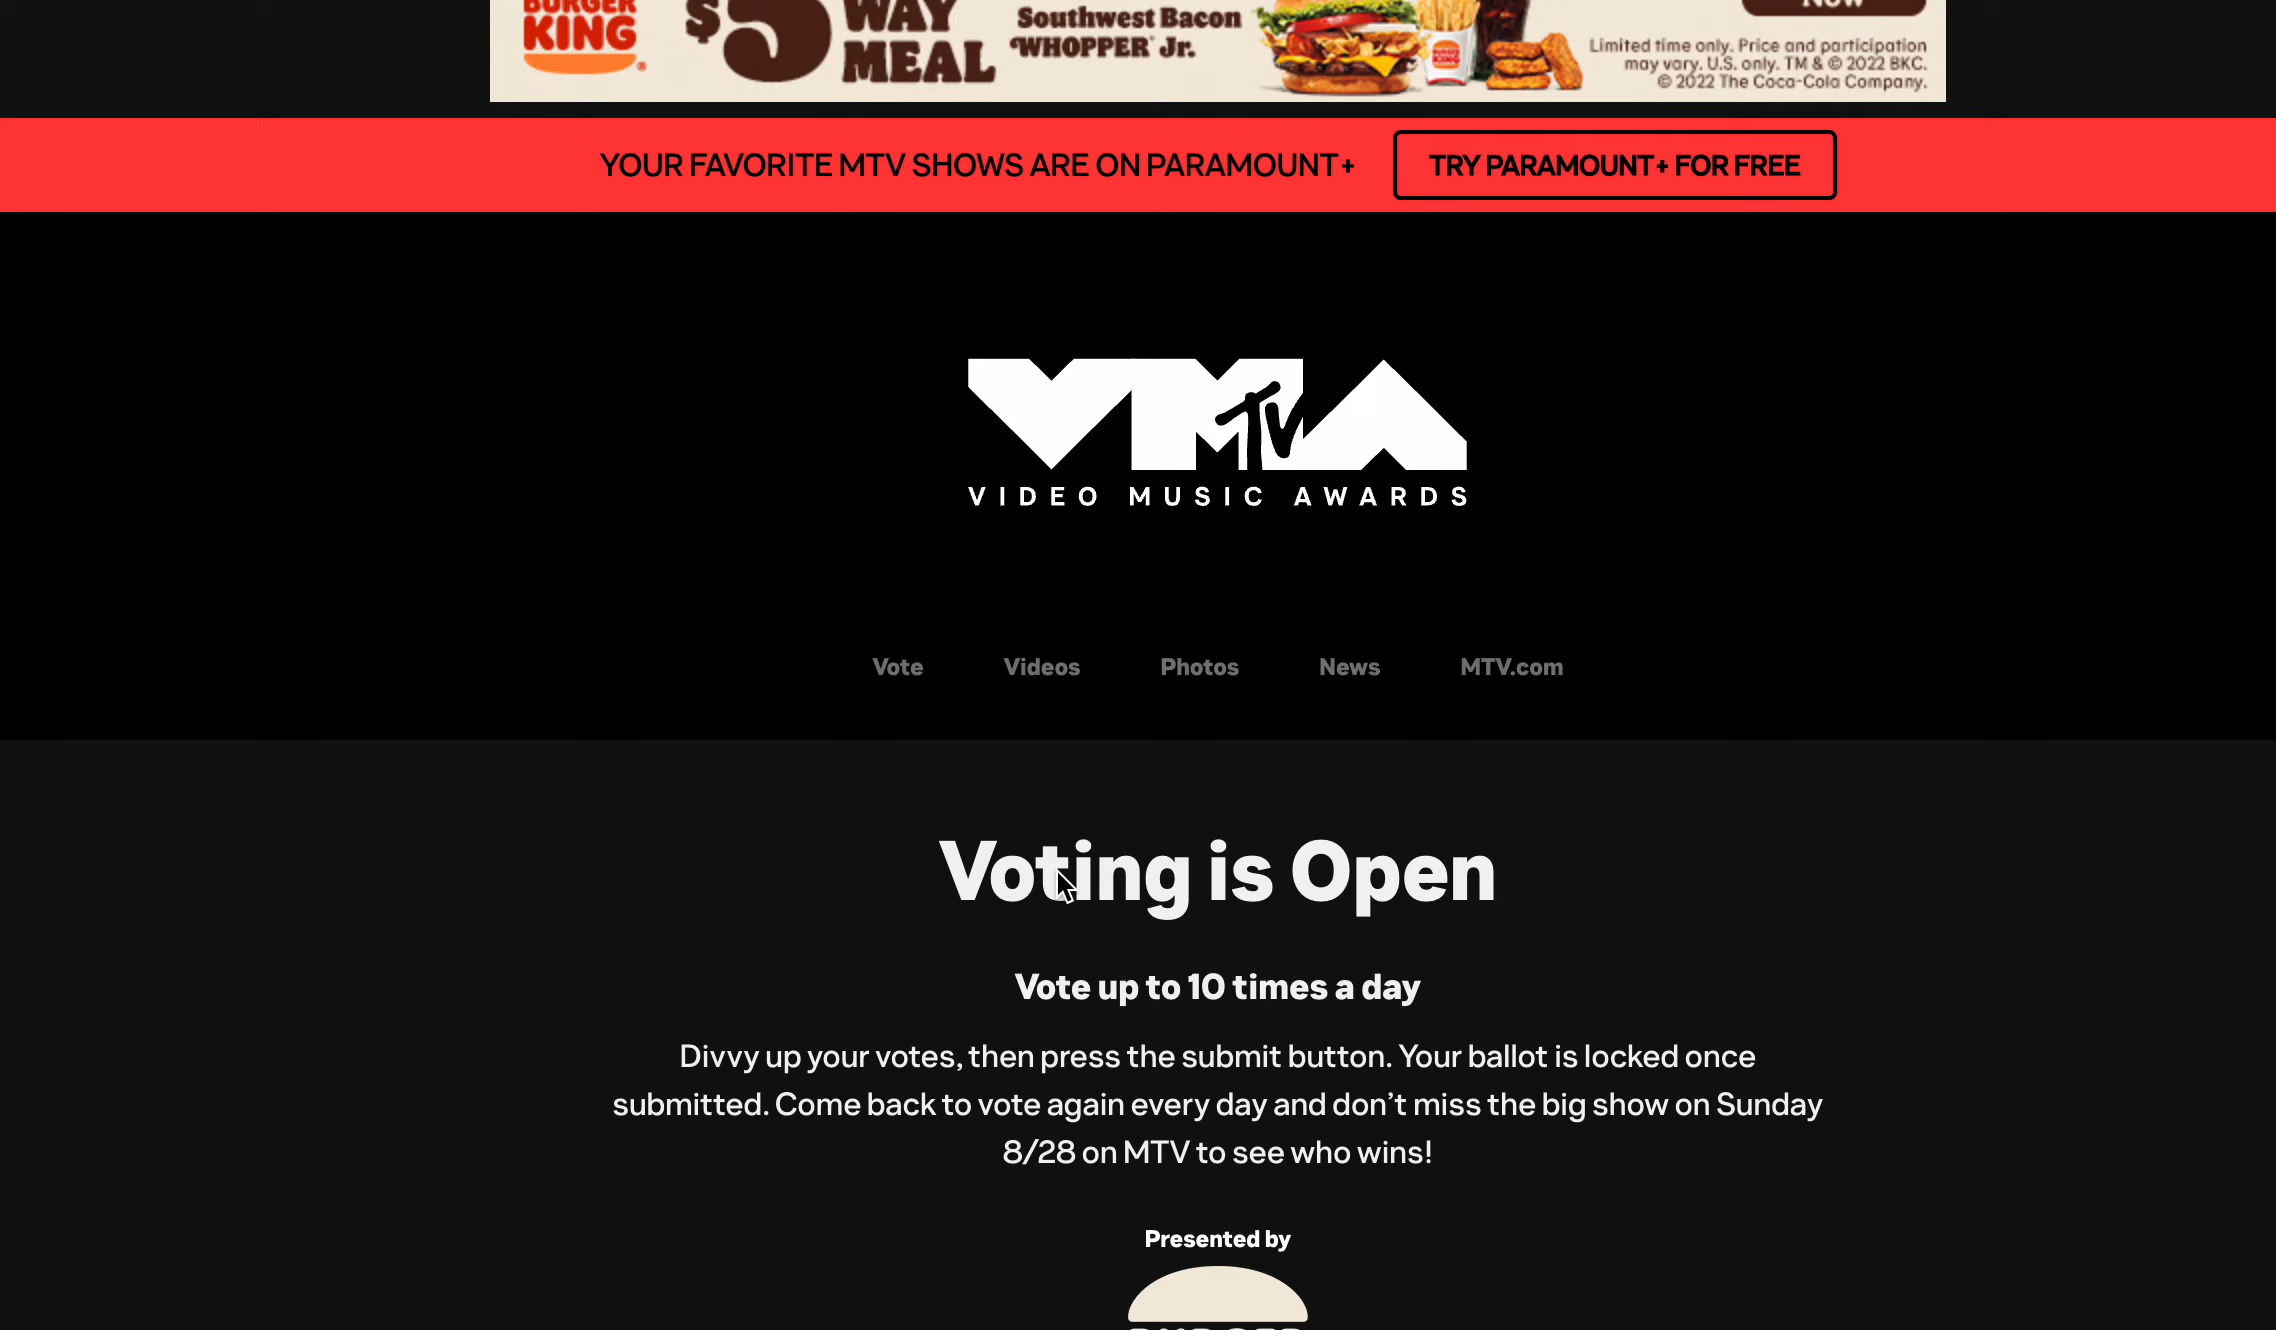 BURGER
KING
$5 WAY
MEAL
Southwest Bacon
WHOPPER® Jr.
Now
Limited time only. Price and participation
may vary. U.S. only. TM & © 2022 BKC.
© 2022 The Coca-Cola Company.
YOUR FAVORITE MTV SHOWS ARE ON PARAMOUNT+
TRY PARAMOUNT+ FOR FREE
VMA
MTV
VIDEO MUSIC AWARDS
Vote
Videos
Photos
News
MTV.com
Voting is Open
Vote up to 10 times a day
Divvy up your votes, then press the submit button. Your ballot is locked once
submitted. Come back to vote again every day and don’t miss the big show on Sunday
8/28 on MTV to see who wins!
Presented by